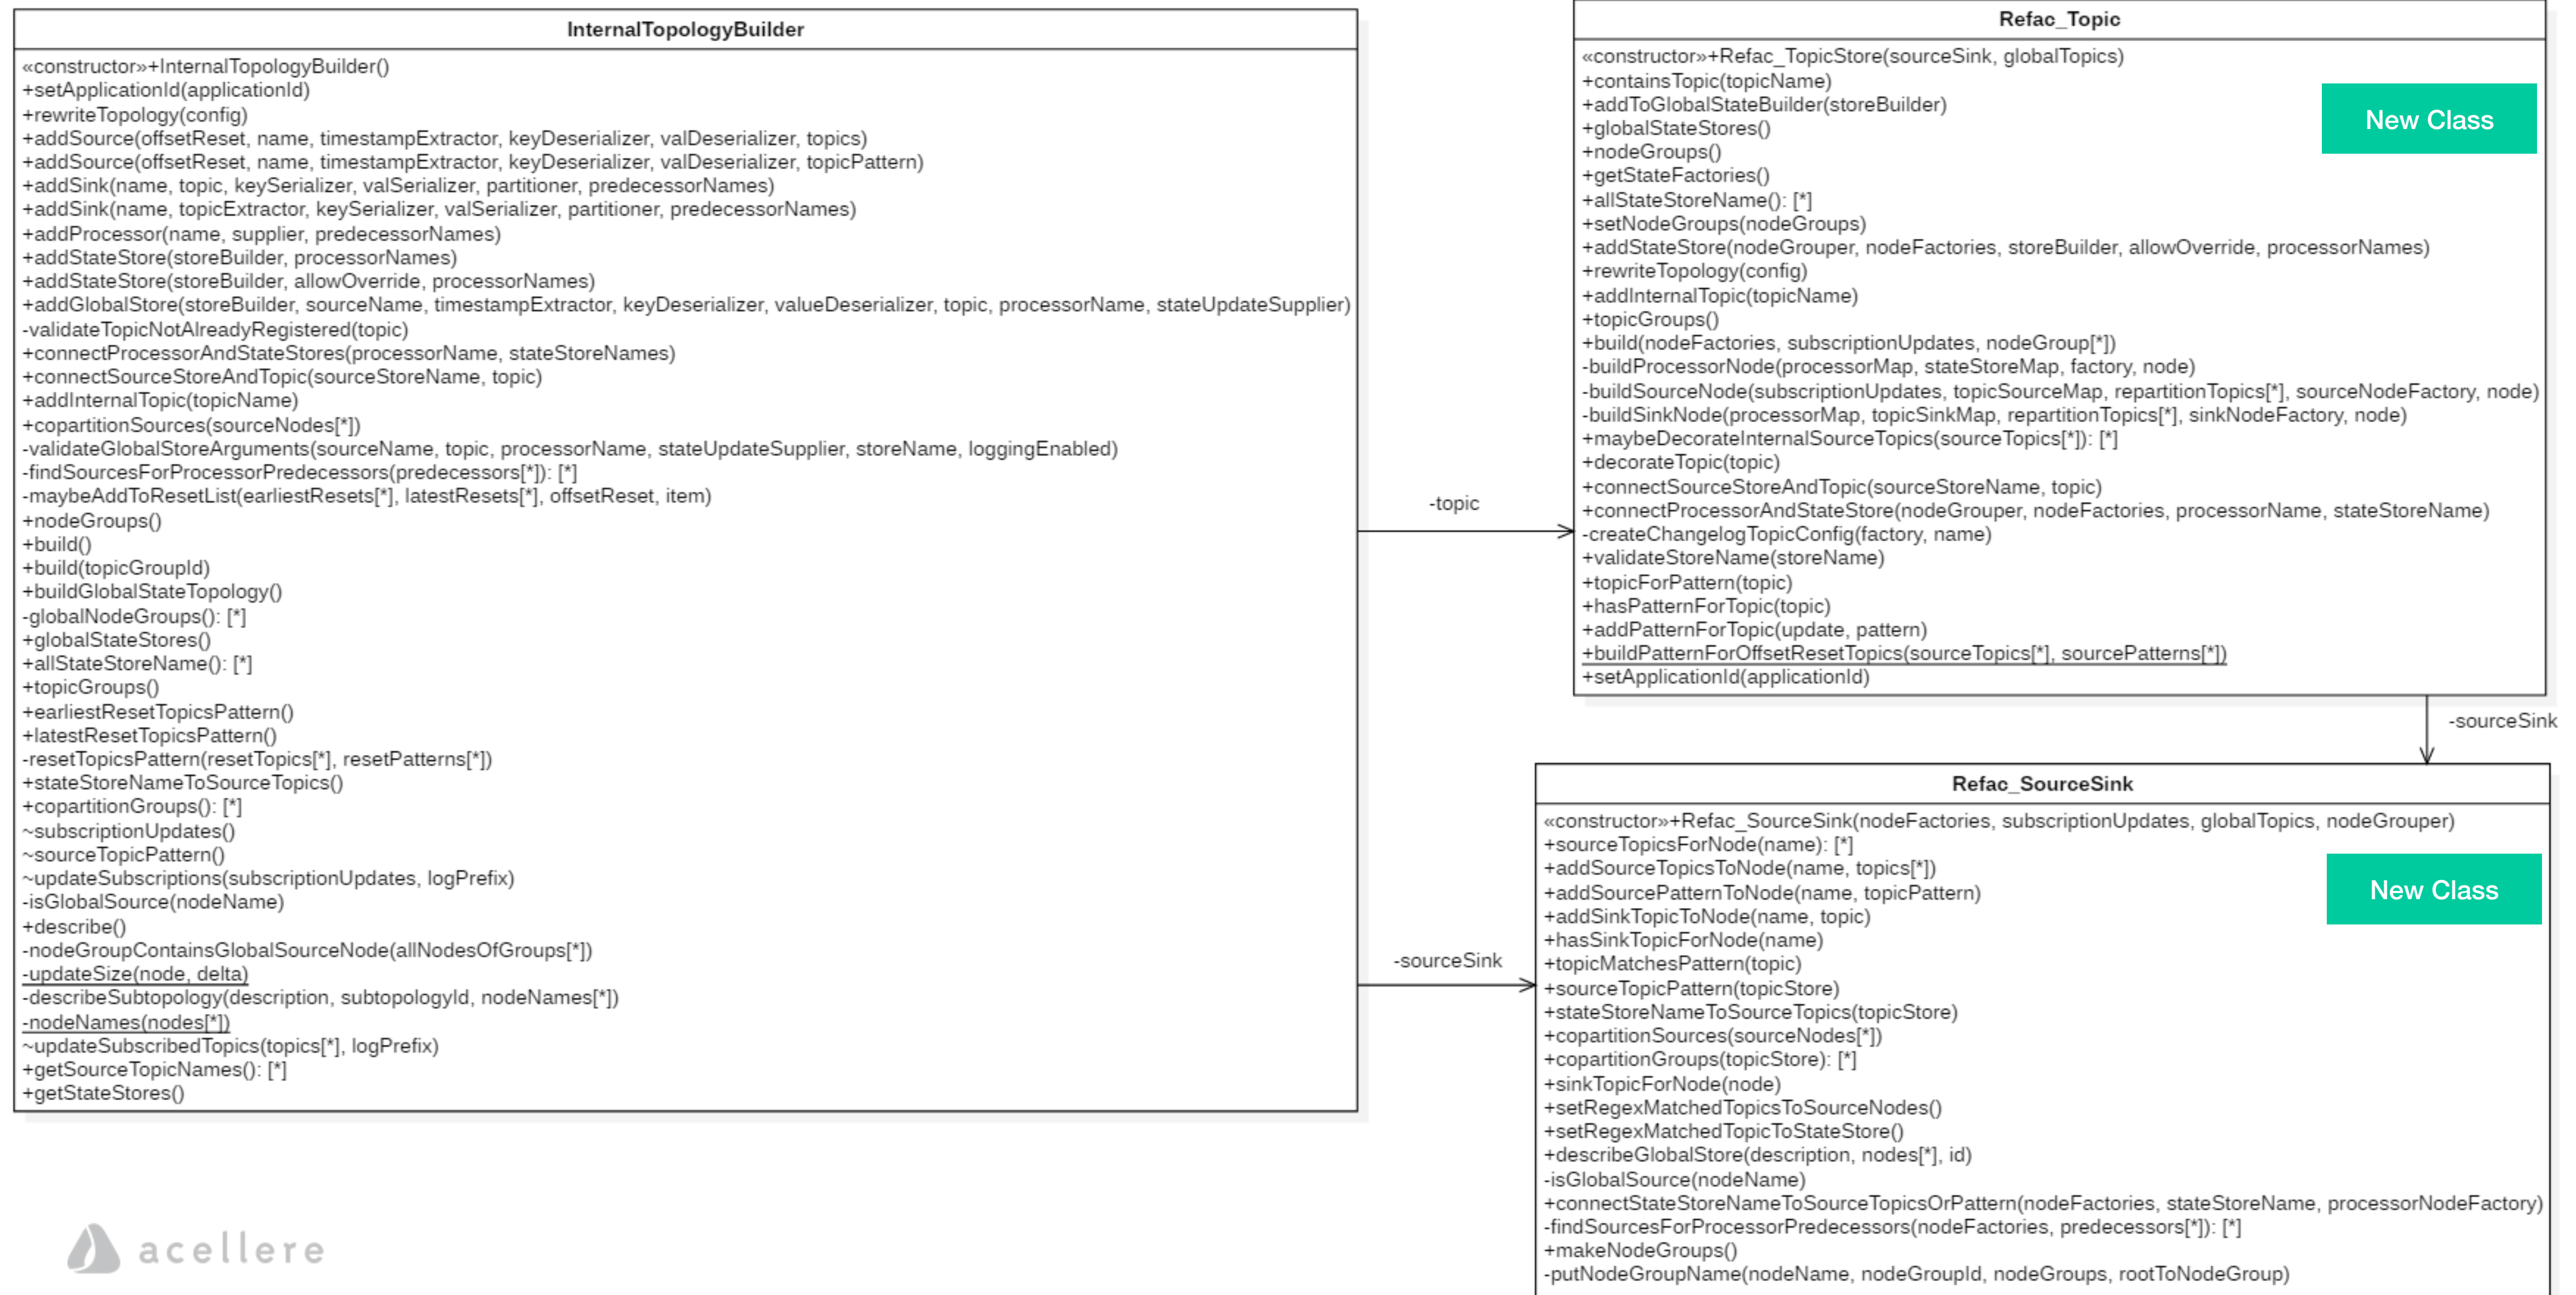 InternalTopologyBuilder
«constructor»+InternalTopologyBuilder()
+setApplicationId(applicationId)
+rewriteTopology(config)
+addSource(offsetReset, name, timestampExtractor, keyDeserializer, valDeserializer, topics)
+addSource(offsetReset, name, timestampExtractor, keyDeserializer, valDeserializer, topicPattern)
+addSink(name, topic, keySerializer, valSerializer, partitioner, predecessorNames)
+addSink(name, topicExtractor, keySerializer, valSerializer, partitioner, predecessorNames)
+addProcessor(name, supplier, predecessorNames)
+addStateStore(storeBuilder, processorNames)
+addStateStore(storeBuilder, allowOverride, processorNames)
+addGlobalStore(storeBuilder, sourceName, timestampExtractor, keyDeserializer, valueDeserializer, topic, processorName, stateUpdateSupplier)
-validateTopicNotAlreadyRegistered(topic)
+connectProcessorAndStateStores(processorName, stateStoreNames)
+connectSourceStoreAndTopic(sourceStoreName, topic)
+addInternalTopic(topicName)
+copartitionSources(sourceNodes[*])
-validateGlobalStoreArguments(sourceName, topic, processorName, stateUpdateSupplier, storeName, loggingEnabled)
-findSourcesForProcessorPredecessors(predecessors[*]): [*]
-maybeAddToResetList(earliestResets[*], latestResets[*], offsetReset, item)
+nodeGroups()
+build()
+build(topicGroupId)
+buildGlobalStateTopology()
-globalNodeGroups(): [*]
+globalStateStores()
+allStateStoreName(): [*]
+topicGroups()
+earliestResetTopicsPattern()
+latestResetTopicsPattern()
-resetTopicsPattern(resetTopics[*], resetPatterns[*])
+stateStoreNameToSourceTopics()
+copartitionGroups(): [*]
~subscriptionUpdates()
~sourceTopicPattern()
~updateSubscriptions(subscriptionUpdates, logPrefix)
-isGlobalSource(nodeName)
+describe()
-nodeGroupContainsGlobalSourceNode(allNodesOfGroups[*])
-updateSize(node, delta)
-describeSubtopology(description, subtopologyId, nodeNames[*])
-nodeNames(nodes[*])
~updateSubscribedTopics(topics[*], logPrefix)
+getSourceTopicNames(): [*]
+getStateStores()
-topic
-sourceSink
Refac_Topic
«constructor»+Refac_TopicStore(sourceSink, globalTopics)
+containsTopic(topicName)
+addToGlobalStateBuilder(storeBuilder)
New Class
+globalStateStores()
+nodeGroups()
+getStateFactories()
+allStateStoreName(): [*]
+setNodeGroups(nodeGroups)
+addStateStore(nodeGrouper, nodeFactories, storeBuilder, allowOverride, processorNames)
+rewriteTopology(config)
+addInternalTopic(topicName)
+topicGroups()
+build(nodeFactories, subscriptionUpdates, nodeGroup[*])
-buildProcessorNode(processorMap, stateStoreMap, factory, node)
-buildSourceNode(subscriptionUpdates, topicSourceMap, repartitionTopics[*], sourceNodeFactory, node)
-buildSinkNode(processorMap, topicSinkMap, repartitionTopics[*], sinkNodeFactory, node)
+maybeDecorateInternalSourceTopics(sourceTopics[*]): [*]
+decorateTopic(topic)
+connectSourceStoreAndTopic(sourceStoreName, topic)
+connectProcessorAndStateStore(nodeGrouper, nodeFactories, processorName, stateStoreName)
-createChangelogTopicConfig(factory, name)
+validateStoreName(storeName)
+topicForPattern(topic)
+hasPatternForTopic(topic)
+addPatternForTopic(update, pattern)
+buildPatternForOffsetResetTopics(sourceTopics[*], sourcePatterns[*])
+setApplicationId(applicationId)
-sourceSink
Refac_SourceSink
«constructor»+Refac_SourceSink(nodeFactories, subscriptionUpdates, globalTopics, nodeGrouper)
+sourceTopicsForNode(name): [*]
+addSourceTopicsToNode(name, topics[*])
New Class
+addSourcePatternToNode(name, topicPattern)
+addSinkTopicToNode(name, topic)
+hasSinkTopicForNode(name)
+topicMatchesPattern(topic)
+sourceTopicPattern(topicStore)
+stateStoreNameToSourceTopics(topicStore)
+copartitionSources(sourceNodes[*])
+copartitionGroups(topicStore): [*]
+sinkTopicForNode(node)
+setRegexMatchedTopicsToSourceNodes()
+setRegexMatchedTopicToStateStore()
+describeGlobalStore(description, nodes[*], id)
-isGlobalSource(nodeName)
+connectStateStoreNameToSourceTopicsOrPattern(nodeFactories, stateStoreName, processorNodeFactory)
-findSourcesForProcessorPredecessors(nodeFactories, predecessors[*]): [*]
+makeNodeGroups()
-putNodeGroupName(nodeName, nodeGroupId, nodeGroups, rootToNodeGroup)
acellere